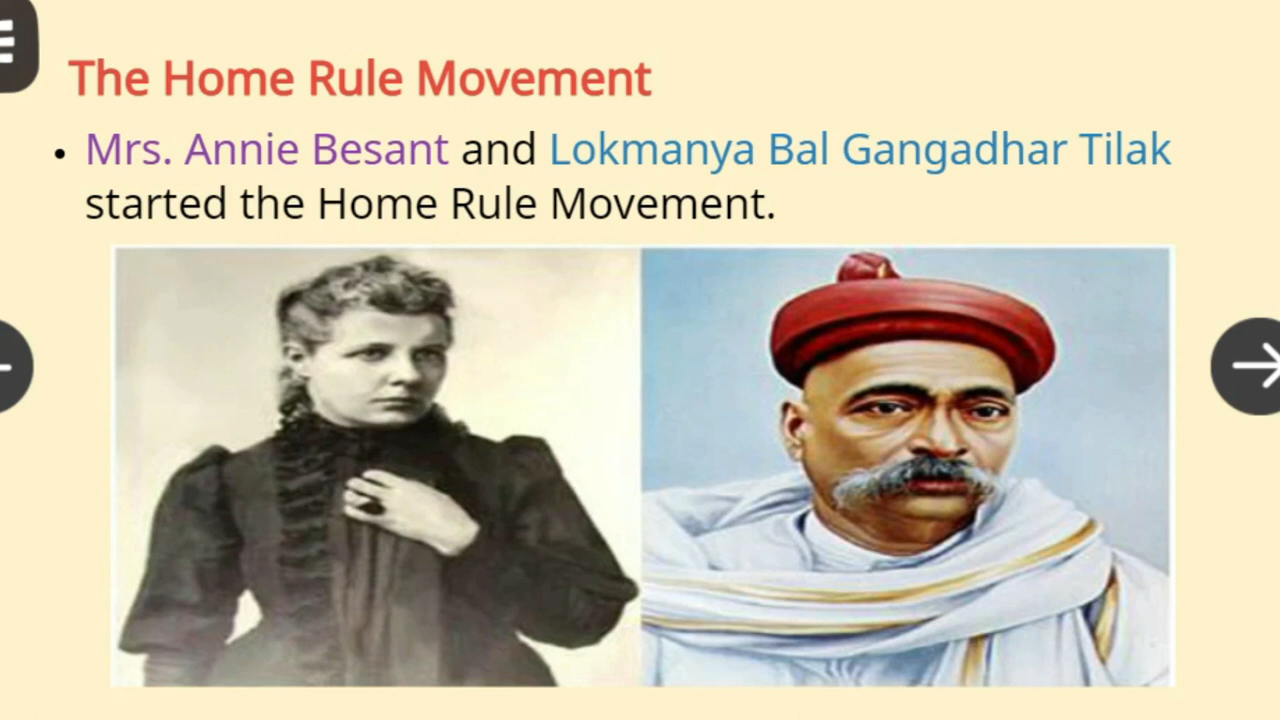 The Home Rule Movement
• Mrs. Annie Besant and Lokmanya Bal Gangadhar Tilak
started the Home Rule Movement.